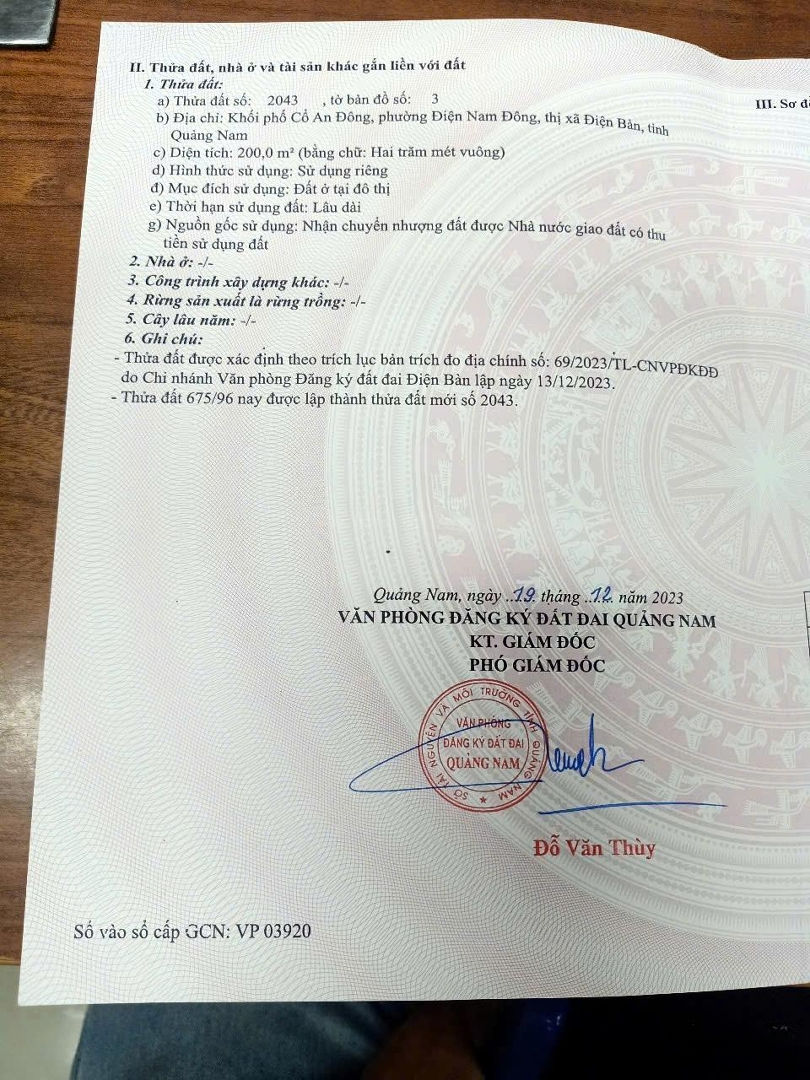 II. Thửa đất, nhà ở và tài sản khác gắn liền với đất
1. Thửa đất:
a) Thửa đất số: 2043 , tờ bản đồ số: 3
b) Địa chỉ: Khối phố Cổ An Đông, phường Điện Nam Đông, thị xã Điện Bàn, tỉnh
Quảng Nam
c) Diện tích: 200,0 m² (bằng chữ: Hai trăm mét vuông)
d) Hình thức sử dụng: Sử dụng riêng
đ) Mục đích sử dụng: Đất ở tại đô thị
e) Thời hạn sử dụng đất: Lâu dài
g) Nguồn gốc sử dụng: Nhận chuyển nhượng đất được Nhà nước giao đất có thu
tiền sử dụng đất
2. Nhà ở: -/-
3. Công trình xây dựng khác: -/-
4. Rừng sản xuất là rừng trồng: -/-
5. Cây lâu năm: -/-
6. Ghi chú:
- Thửa đất được xác định theo trích lục bản trích đo địa chính số: 69/2023/TL-CNVPĐKĐĐ
do Chi nhánh Văn phòng Đăng ký đất đai Điện Bàn lập ngày 13/12/2023.
- Thửa đất 675/96 nay được lập thành thửa đất mới số 2043.
III. Sơ đ
Quảng Nam, ngày ..19. tháng ..12. năm 2023
VĂN PHÒNG ĐĂNG KÝ ĐẤT ĐAI QUẢNG NAM
KT. GIÁM ĐỐC
PHÓ GIÁM ĐỐC
SỞ TÀI NGUYÊN VÀ MÔI TRƯỜNG TỈNH QUẢNG NAM
VĂN PHÒNG
ĐĂNG KÝ ĐẤT ĐAI
QUẢNG NAM
Đỗ Văn Thùy
Số vào sổ cấp GCN: VP 03920